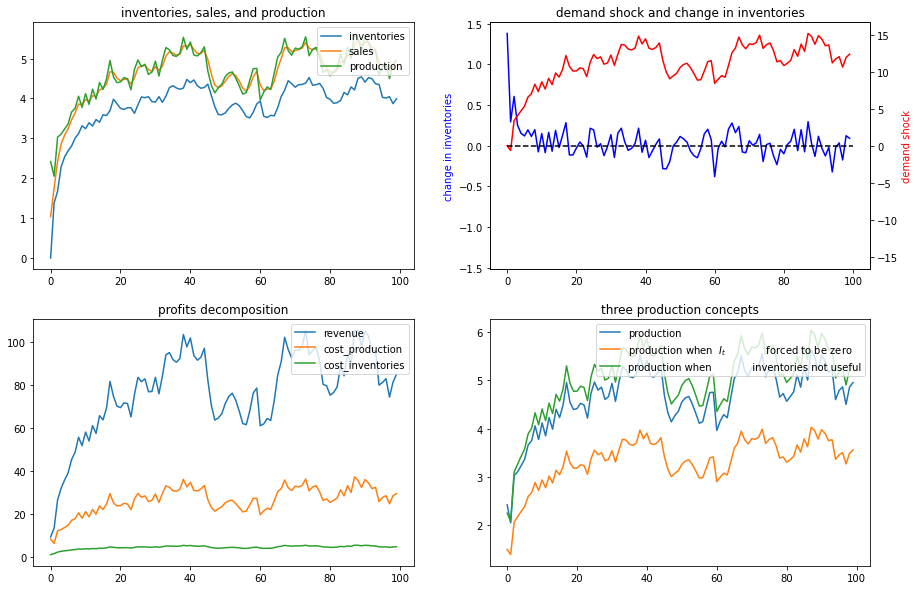 inventories, sales, and production
inventories
sales
production
5
4
3
2
1
0
0 20 40 60 80 100
demand shock and change in inventories
change in inventories
1.5
1.0
0.5
0.0
−0.5
−1.0
−1.5
15
10
5
0
−5
−10
−15
demand shock
0 20 40 60 80 100
profits decomposition
revenue
cost_production
cost_inventories
100
80
60
40
20
0
0 20 40 60 80 100
three production concepts
production
production when I_t forced to be zero
production when inventories not useful
6
5
4
3
2
0 20 40 60 80 100